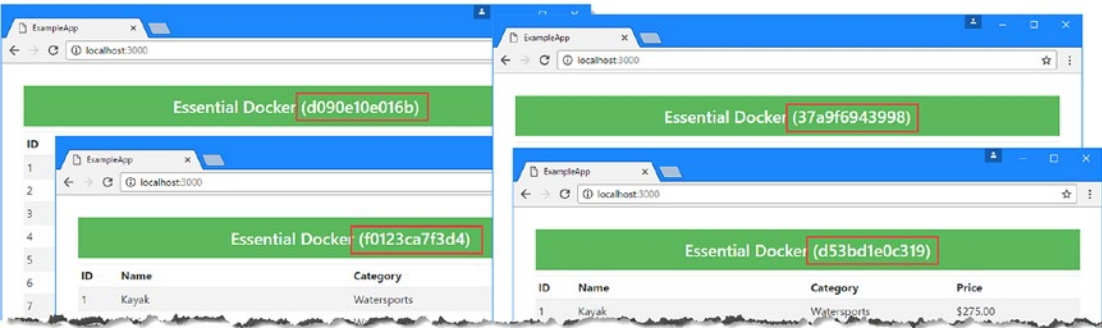 ExampleApp
localhost:3000
Essential Docker (d090e10e016b)
ID
1
2
3
4
5
6
7
ExampleApp
localhost:3000
Essential Docker (f0123ca7f3d4)
ID Name Category
1 Kayak Watersports
ExampleApp
localhost:3000
Essential Docker (37a9f6943998)
ExampleApp
localhost:3000
Essential Docker (d53bd1e0c319)
ID Name Category Price
1 Kayak Watersports $275.00